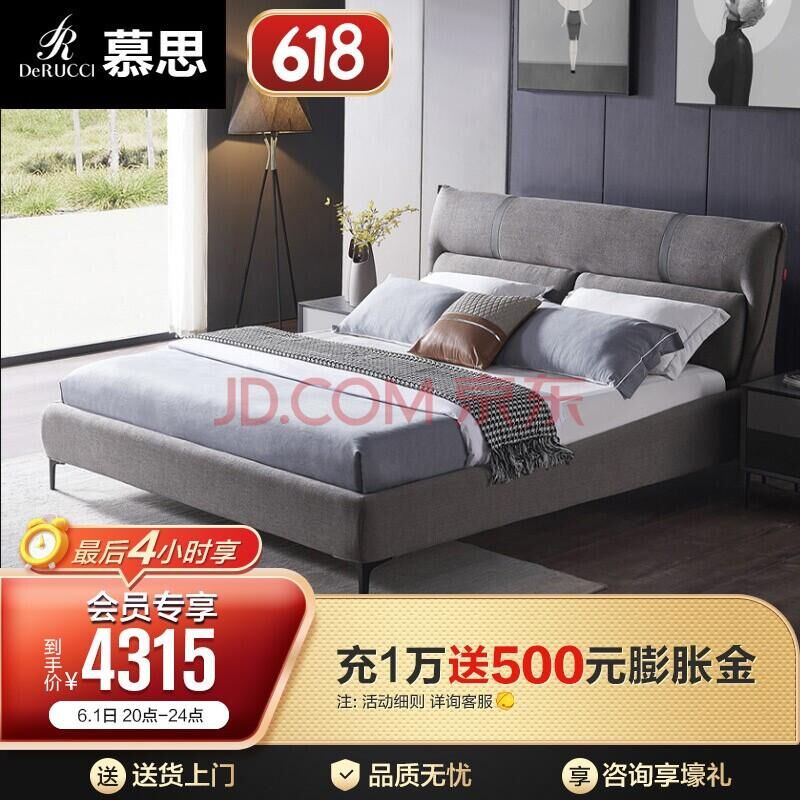 DeRUCCI 慕思
618
JD.COM 京东
最后4小时享
会员专享
到手价¥4315
6.1日 20点-24点
充1万送500元膨胀金
注: 活动细则 详询客服
送 送货上门
品质无忧
享 咨询享壕礼